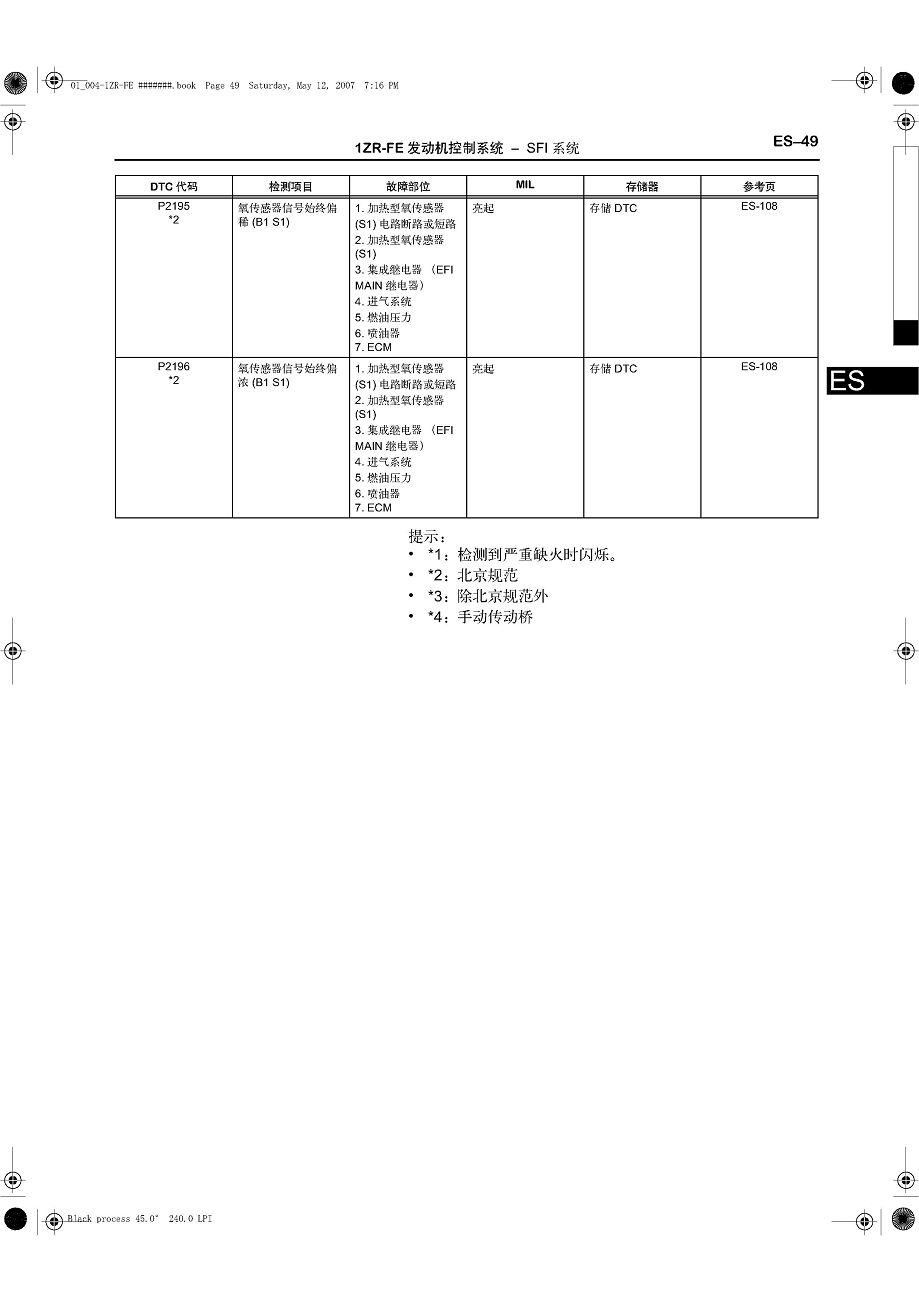 01_004-1ZR-FE #######.book Page 49 Saturday, May 12, 2007 7:16 PM
1ZR-FE 发动机控制系统 – SFI 系统
ES–49
DTC 代码 检测项目 故障部位 MIL 存储器 参考页
P2195
*2
氧传感器信号始终偏
稀 (B1 S1)
1. 加热型氧传感器
(S1) 电路断路或短路
2. 加热型氧传感器
(S1)
3. 集成继电器 (EFI
MAIN 继电器)
4. 进气系统
5. 燃油压力
6. 喷油器
7. ECM
亮起
存储 DTC
ES-108
P2196
*2
氧传感器信号始终偏
浓 (B1 S1)
1. 加热型氧传感器
(S1) 电路断路或短路
2. 加热型氧传感器
(S1)
3. 集成继电器 (EFI
MAIN 继电器)
4. 进气系统
5. 燃油压力
6. 喷油器
7. ECM
亮起
存储 DTC
ES-108
ES
提示：
• *1：检测到严重缺火时闪烁。
• *2：北京规范
• *3：除北京规范外
• *4：手动传动桥
Black process 45.0° 240.0 LPI